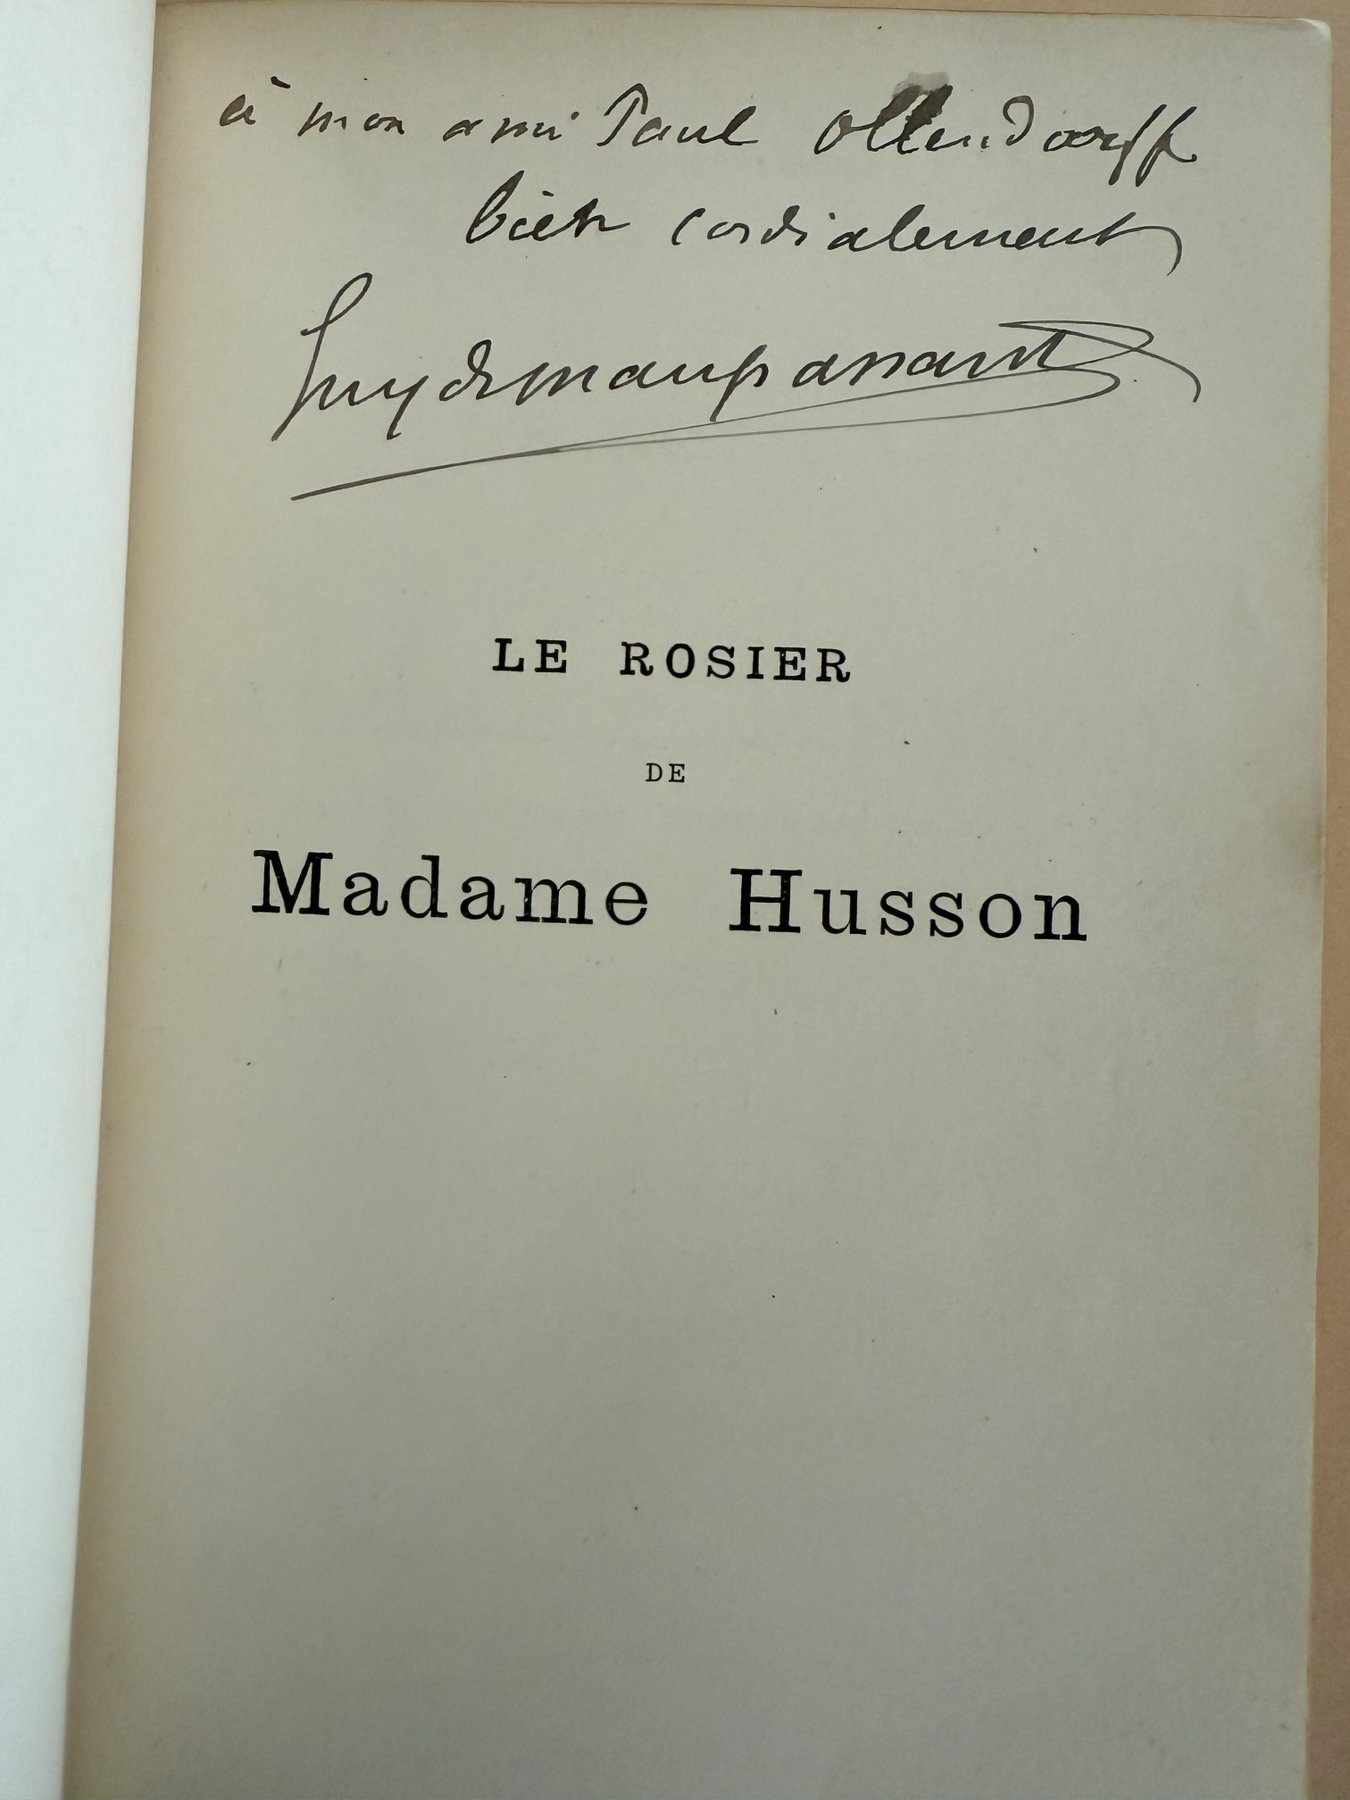 à mon ami Paul Ollendorff
bien cordialement
Guy de Maupassant
LE ROSIER
DE
Madame Husson